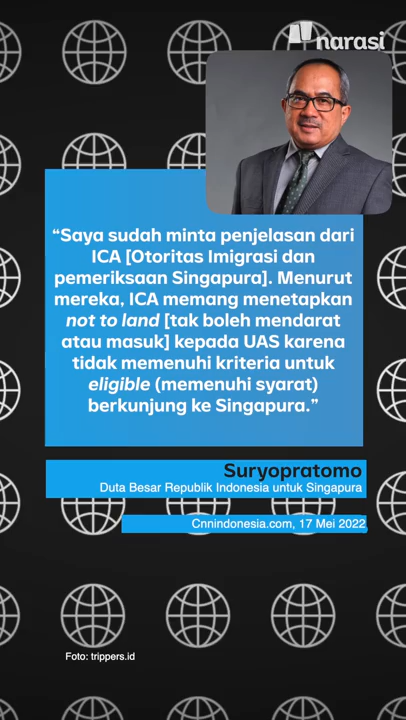 narasi
“Saya sudah minta penjelasan dari
ICA [Otoritas Imigrasi dan
pemeriksaan Singapura]. Menurut
mereka, ICA memang menetapkan
not to land [tak boleh mendarat
atau masuk] kepada UAS karena
tidak memenuhi kriteria untuk
eligible (memenuhi syarat)
berkunjung ke Singapura.”
Suryopratomo
Duta Besar Republik Indonesia untuk Singapura
Cnnindonesia.com, 17 Mei 2022
Foto: trippers.id